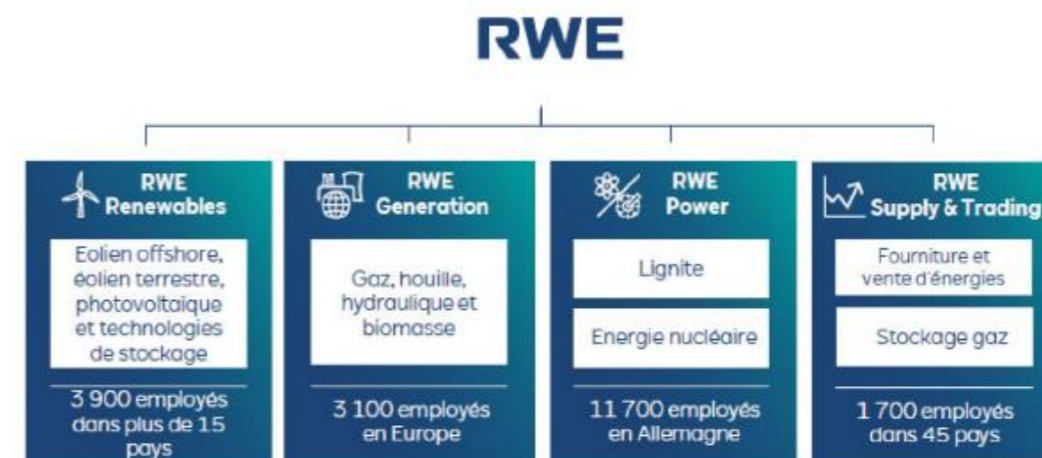 RWE
RWE
Renewables
Eolien offshore,
éolien terrestre,
photovoltaïque
et technologies
de stockage
3 900 employés
dans plus de 15
pays
RWE
Generation
Gaz, houille,
hydraulique et
biomasse
3 100 employés
en Europe
RWE
Power
Lignite
Energie nucléaire
11 700 employés
en Allemagne
RWE
Supply & Trading
Fourniture et
vente d'énergies
Stockage gaz
1 700 employés
dans 45 pays